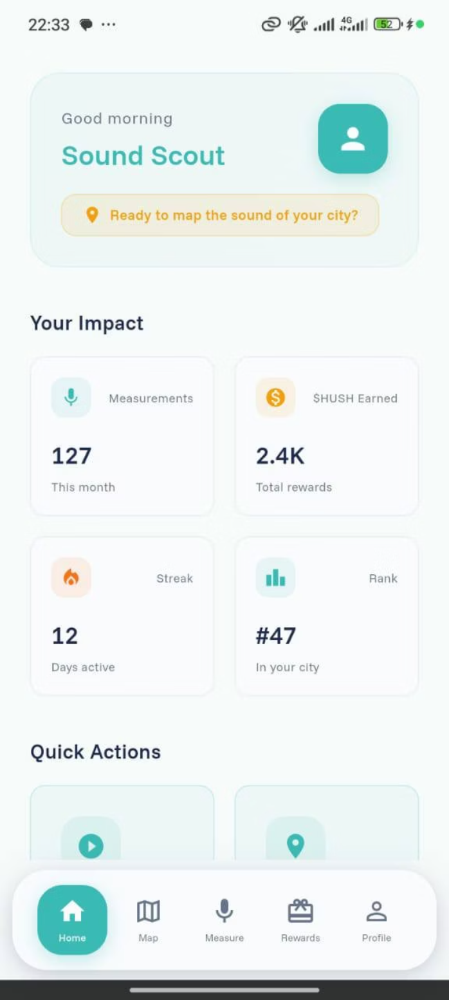 22:33
4G
52
Good morning
Sound Scout
Ready to map the sound of your city?
Your Impact
Measurements
$HUSH Earned
127
2.4K
This month
Total rewards
Streak
Rank
12
#47
Days active
In your city
Quick Actions
Home
Map
Measure
Rewards
Profile